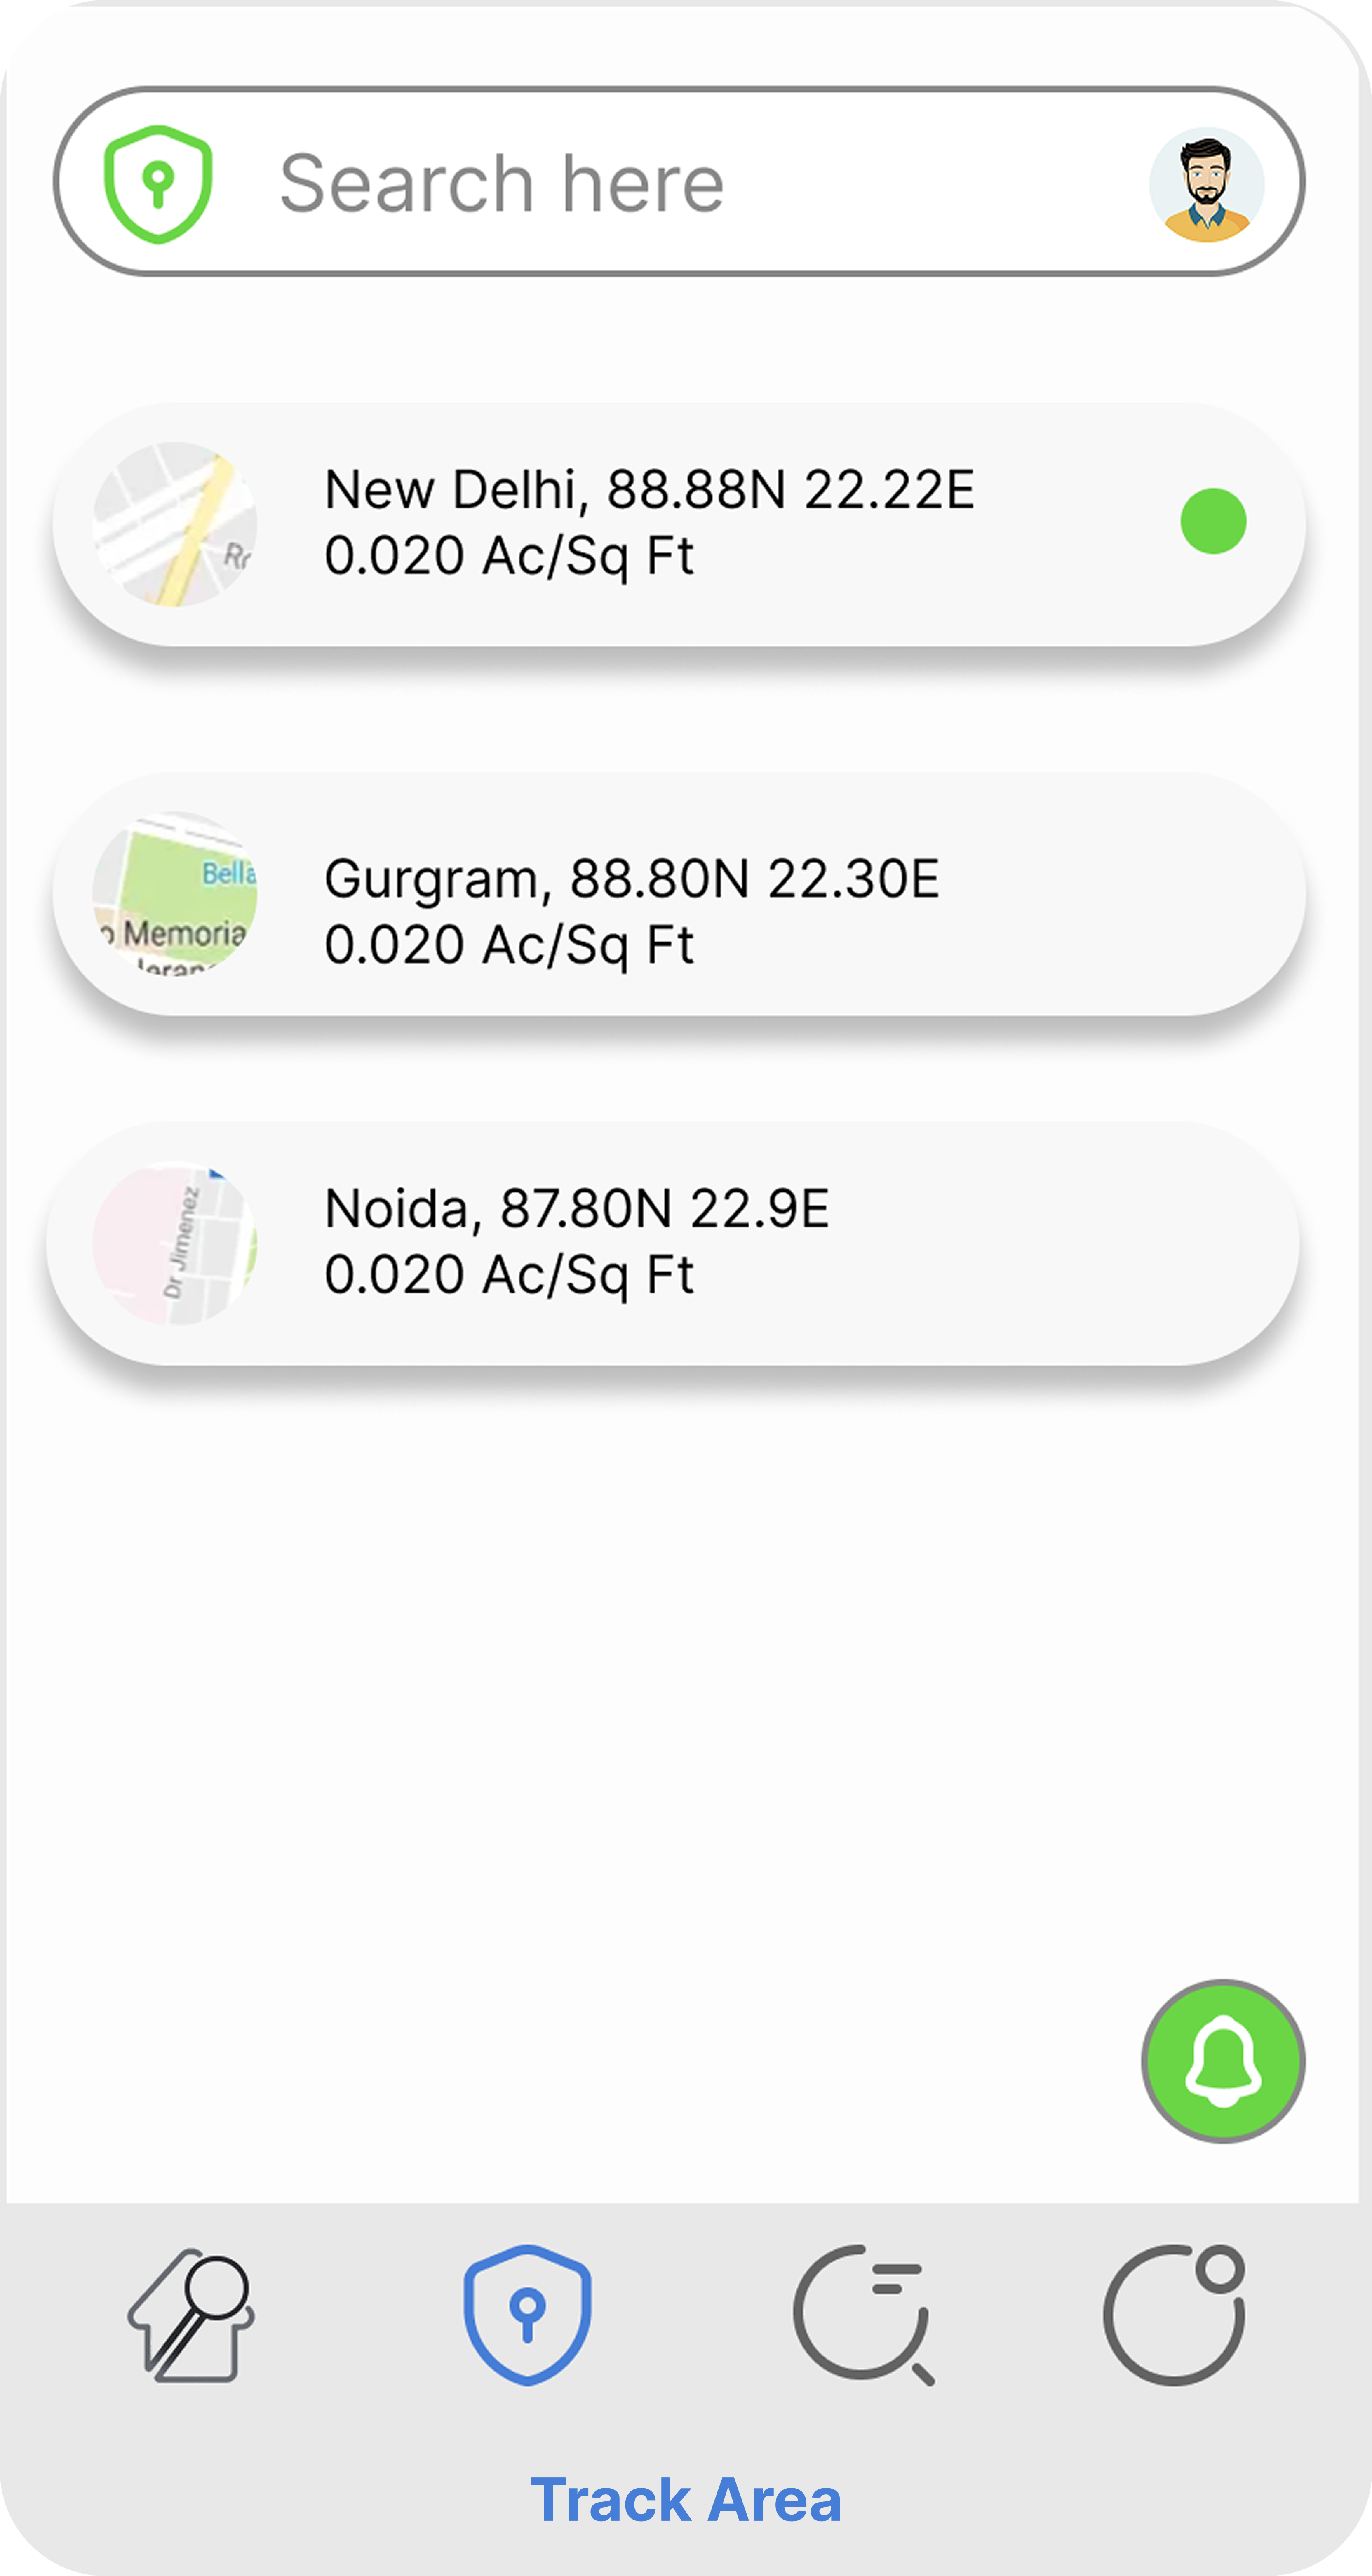 Search here
New Delhi, 88.88N 22.22E
0.020 Ac/Sq Ft
Gurgram, 88.80N 22.30E
0.020 Ac/Sq Ft
Bella
Memoria
Noida, 87.80N 22.9E
0.020 Ac/Sq Ft
Dr Jimenez
Track Area